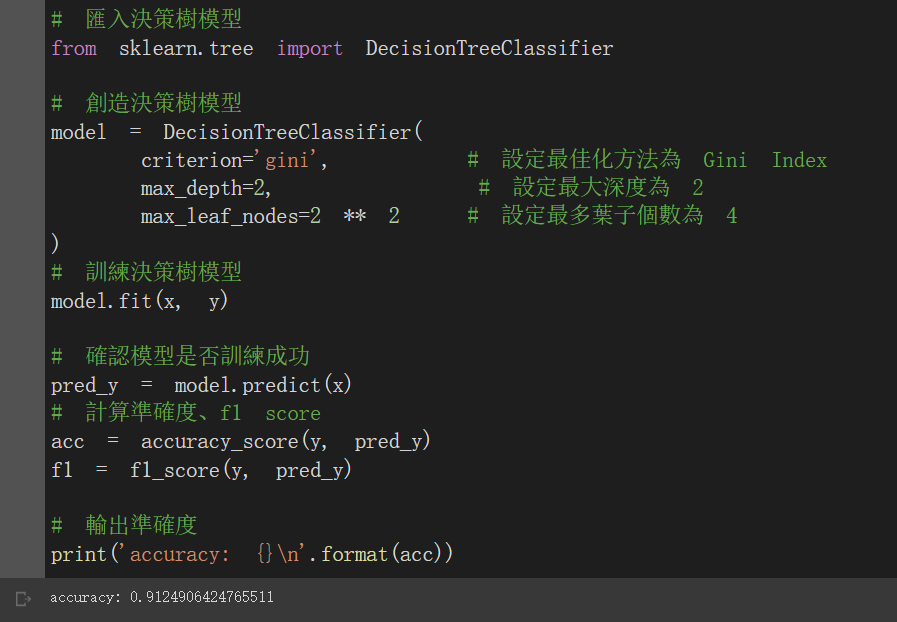 # 匯入決策樹模型
from sklearn.tree import DecisionTreeClassifier
# 創造決策樹模型
model = DecisionTreeClassifier(
criterion='gini', # 設定最佳化方法為 Gini Index
max_depth=2, # 設定最大深度為 2
max_leaf_nodes=2 ** 2 # 設定最多葉子個數為 4
)
# 訓練決策樹模型
model.fit(x, y)
# 確認模型是否訓練成功
pred_y = model.predict(x)
# 計算準確度、f1 score
acc = accuracy_score(y, pred_y)
f1 = f1_score(y, pred_y)
# 輸出準確度
print('accuracy: {}\n'.format(acc))
accuracy: 0.9124906424765511